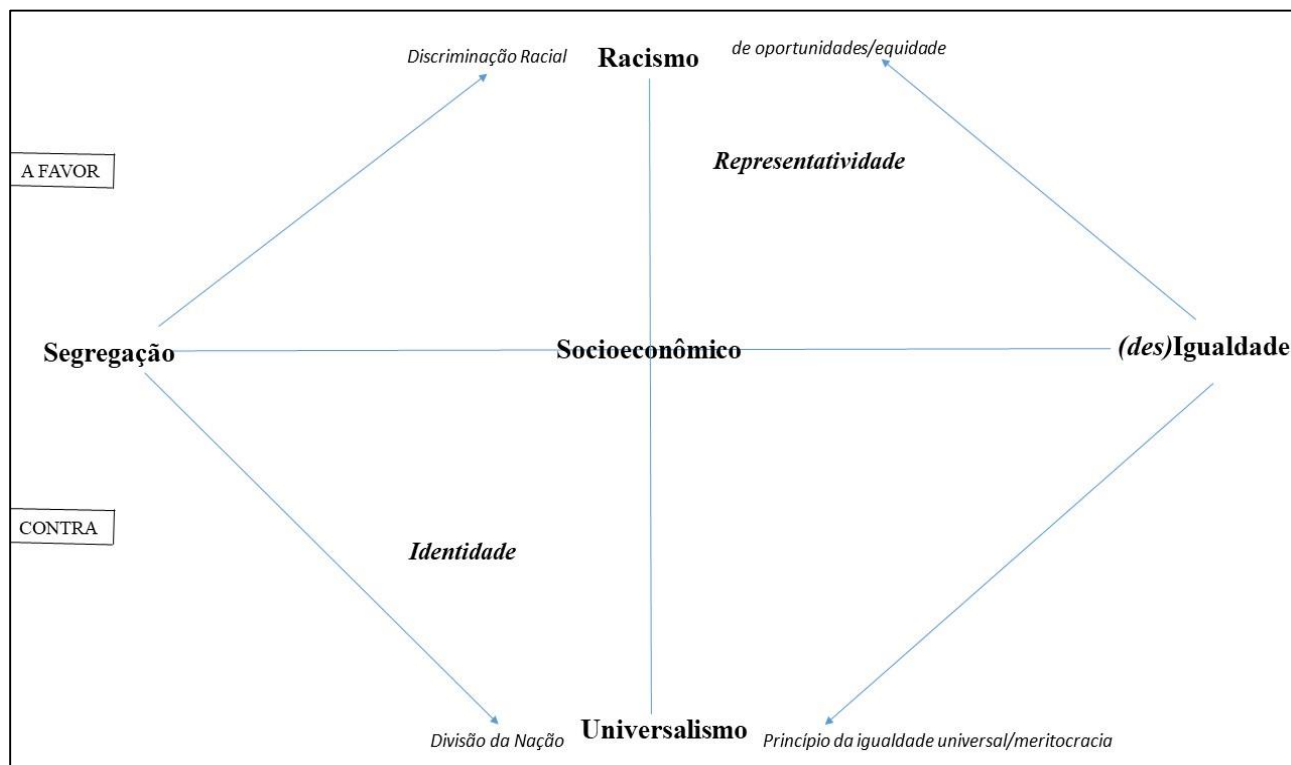 Discriminação Racial
Racismo
de oportunidades/equidade
A FAVOR
Representatividade
Segregação
Socioeconômico
(des)Igualdade
CONTRA
Identidade
Divisão da Nação
Universalismo
Princípio da igualdade universal/meritocracia